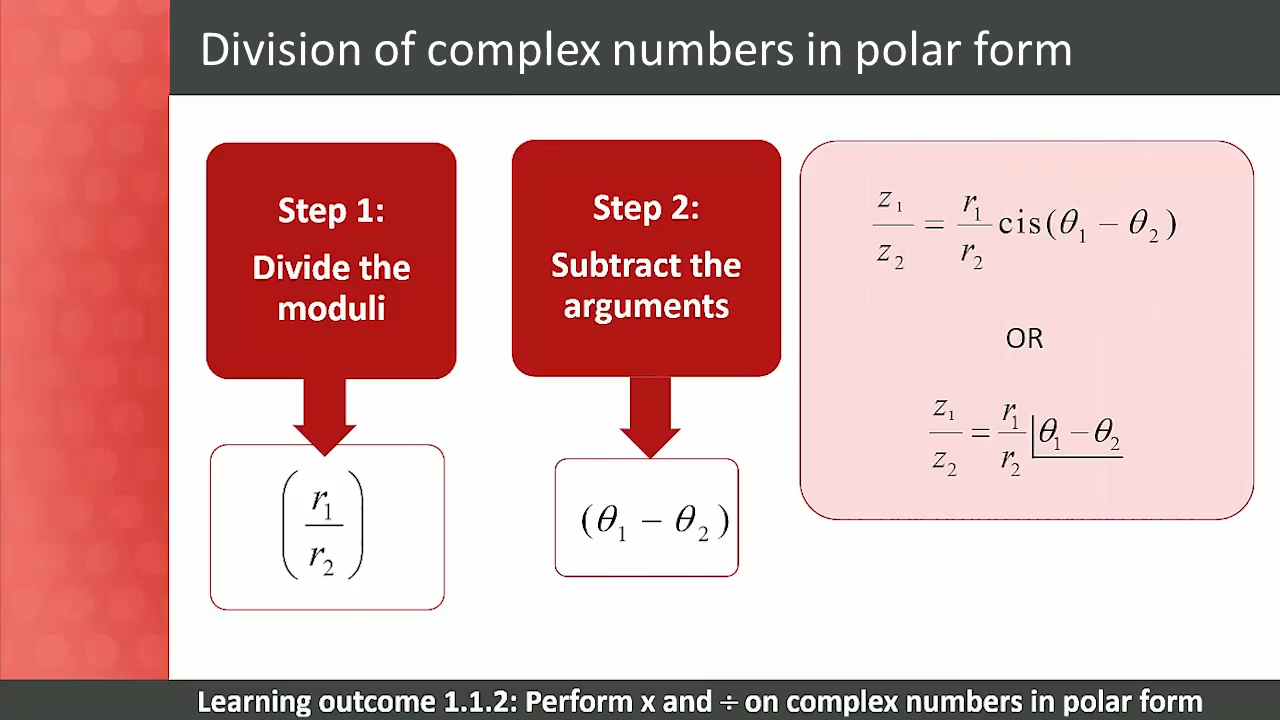 Division of complex numbers in polar form
Step 1:
Divide the
moduli
(r₁/r₂)
Step 2:
Subtract the
arguments
(θ₁ − θ₂)
z₁/z₂ = r₁/r₂ cis(θ₁ − θ₂)
OR
z₁/z₂ = r₁/r₂ |θ₁ − θ₂
Learning outcome 1.1.2: Perform x and ÷ on complex numbers in polar form